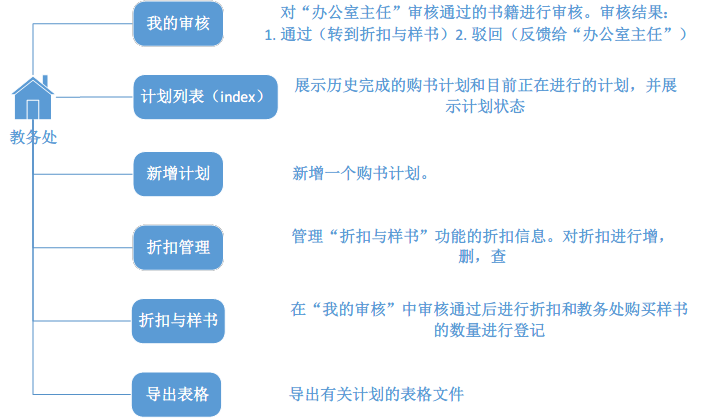 我的审核
对“办公室主任”审核通过的书籍进行审核。审核结果：
1. 通过（转到折扣与样书）2. 驳回（反馈给“办公室主任”）
教务处
计划列表（index）
展示历史完成的购书计划和目前正在进行的计划，并展
示计划状态
新增计划
新增一个购书计划。
折扣管理
管理“折扣与样书”功能的折扣信息。对折扣进行增，
删，查
折扣与样书
在“我的审核”中审核通过后进行折扣和教务处购买样书
的数量进行登记
导出表格
导出有关计划的表格文件